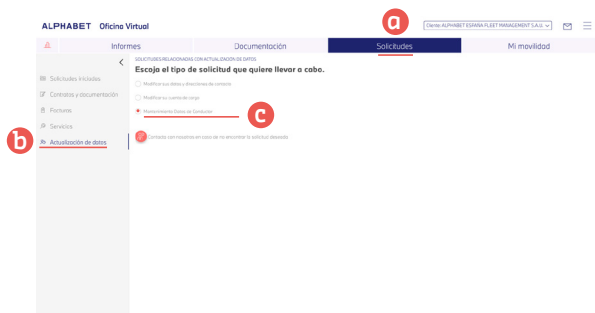 ALPHABET Oficina Virtual
a
Cliente: ALPHABET ESPAÑA FLEET MANAGEMENT S.A.U.
Informes
Documentación
Solicitudes
Mi movilidad
SOLICITUDES RELACIONADAS CON ACTUALIZACIÓN DE DATOS
Escoja el tipo de solicitud que quiere llevar a cabo.
Solicitudes iniciadas
Modificar sus datos y direcciones de contacto
Contratos y documentación
Modificar su cuenta de cargo
Facturas
Mantenimiento Datos de Conductor
c
Servicios
b
Actualización de datos
Contacta con nosotros en caso de no encontrar la solicitud deseada